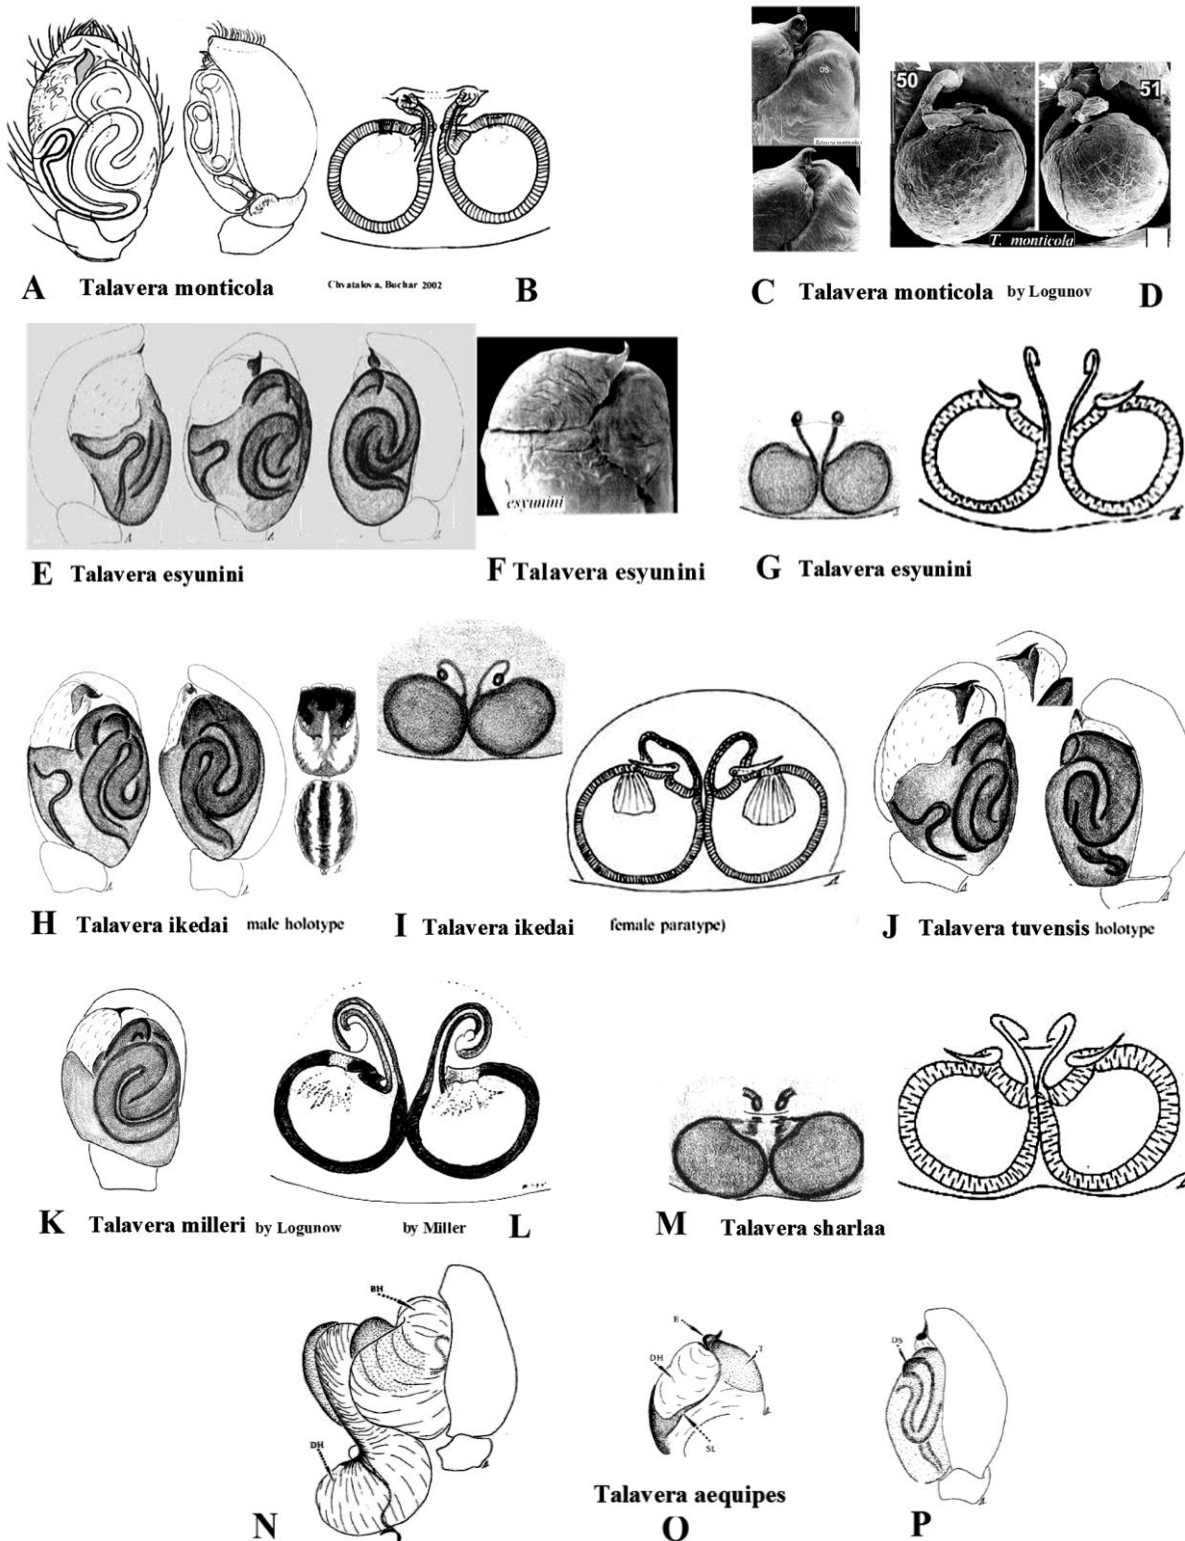 E
DS
50
51
T. monticola
A Talavera monticola Chvatalova, Buchar 2002 B
C Talavera monticola by Logunov D
esyunini
E Talavera esyunini
F Talavera esyunini
G Talavera esyunini
H Talavera ikedai male holotype
I Talavera ikedai female paratype)
J Talavera tuvensis holotype
K Talavera milleri by Logunow by Miller L
M Talavera sharlaa
BH
DH
E
DH
T
SL
DS
Talavera aequipes
N
O
P